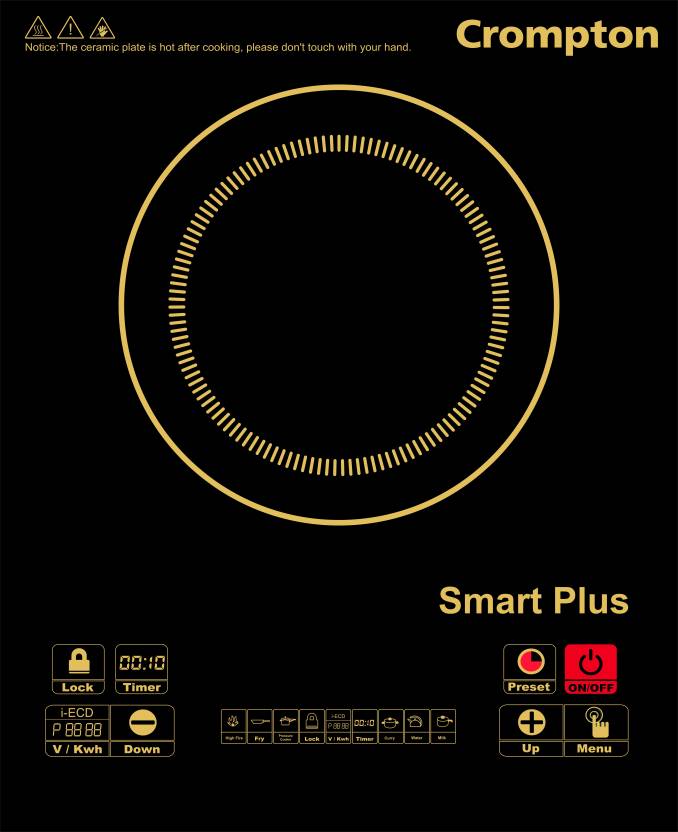 Crompton
Notice:The ceramic plate is hot after cooking, please don't touch with your hand.
Smart Plus
00:10
Lock
Timer
Preset
ON/OFF
i-ECD
P 88 88
V / Kwh
Down
Up
Menu
i-ECD
P 88 88
00:10
High Fire
Fry
Pressure
Cooker
Lock
V / Kwh
Timer
Curry
Water
Milk